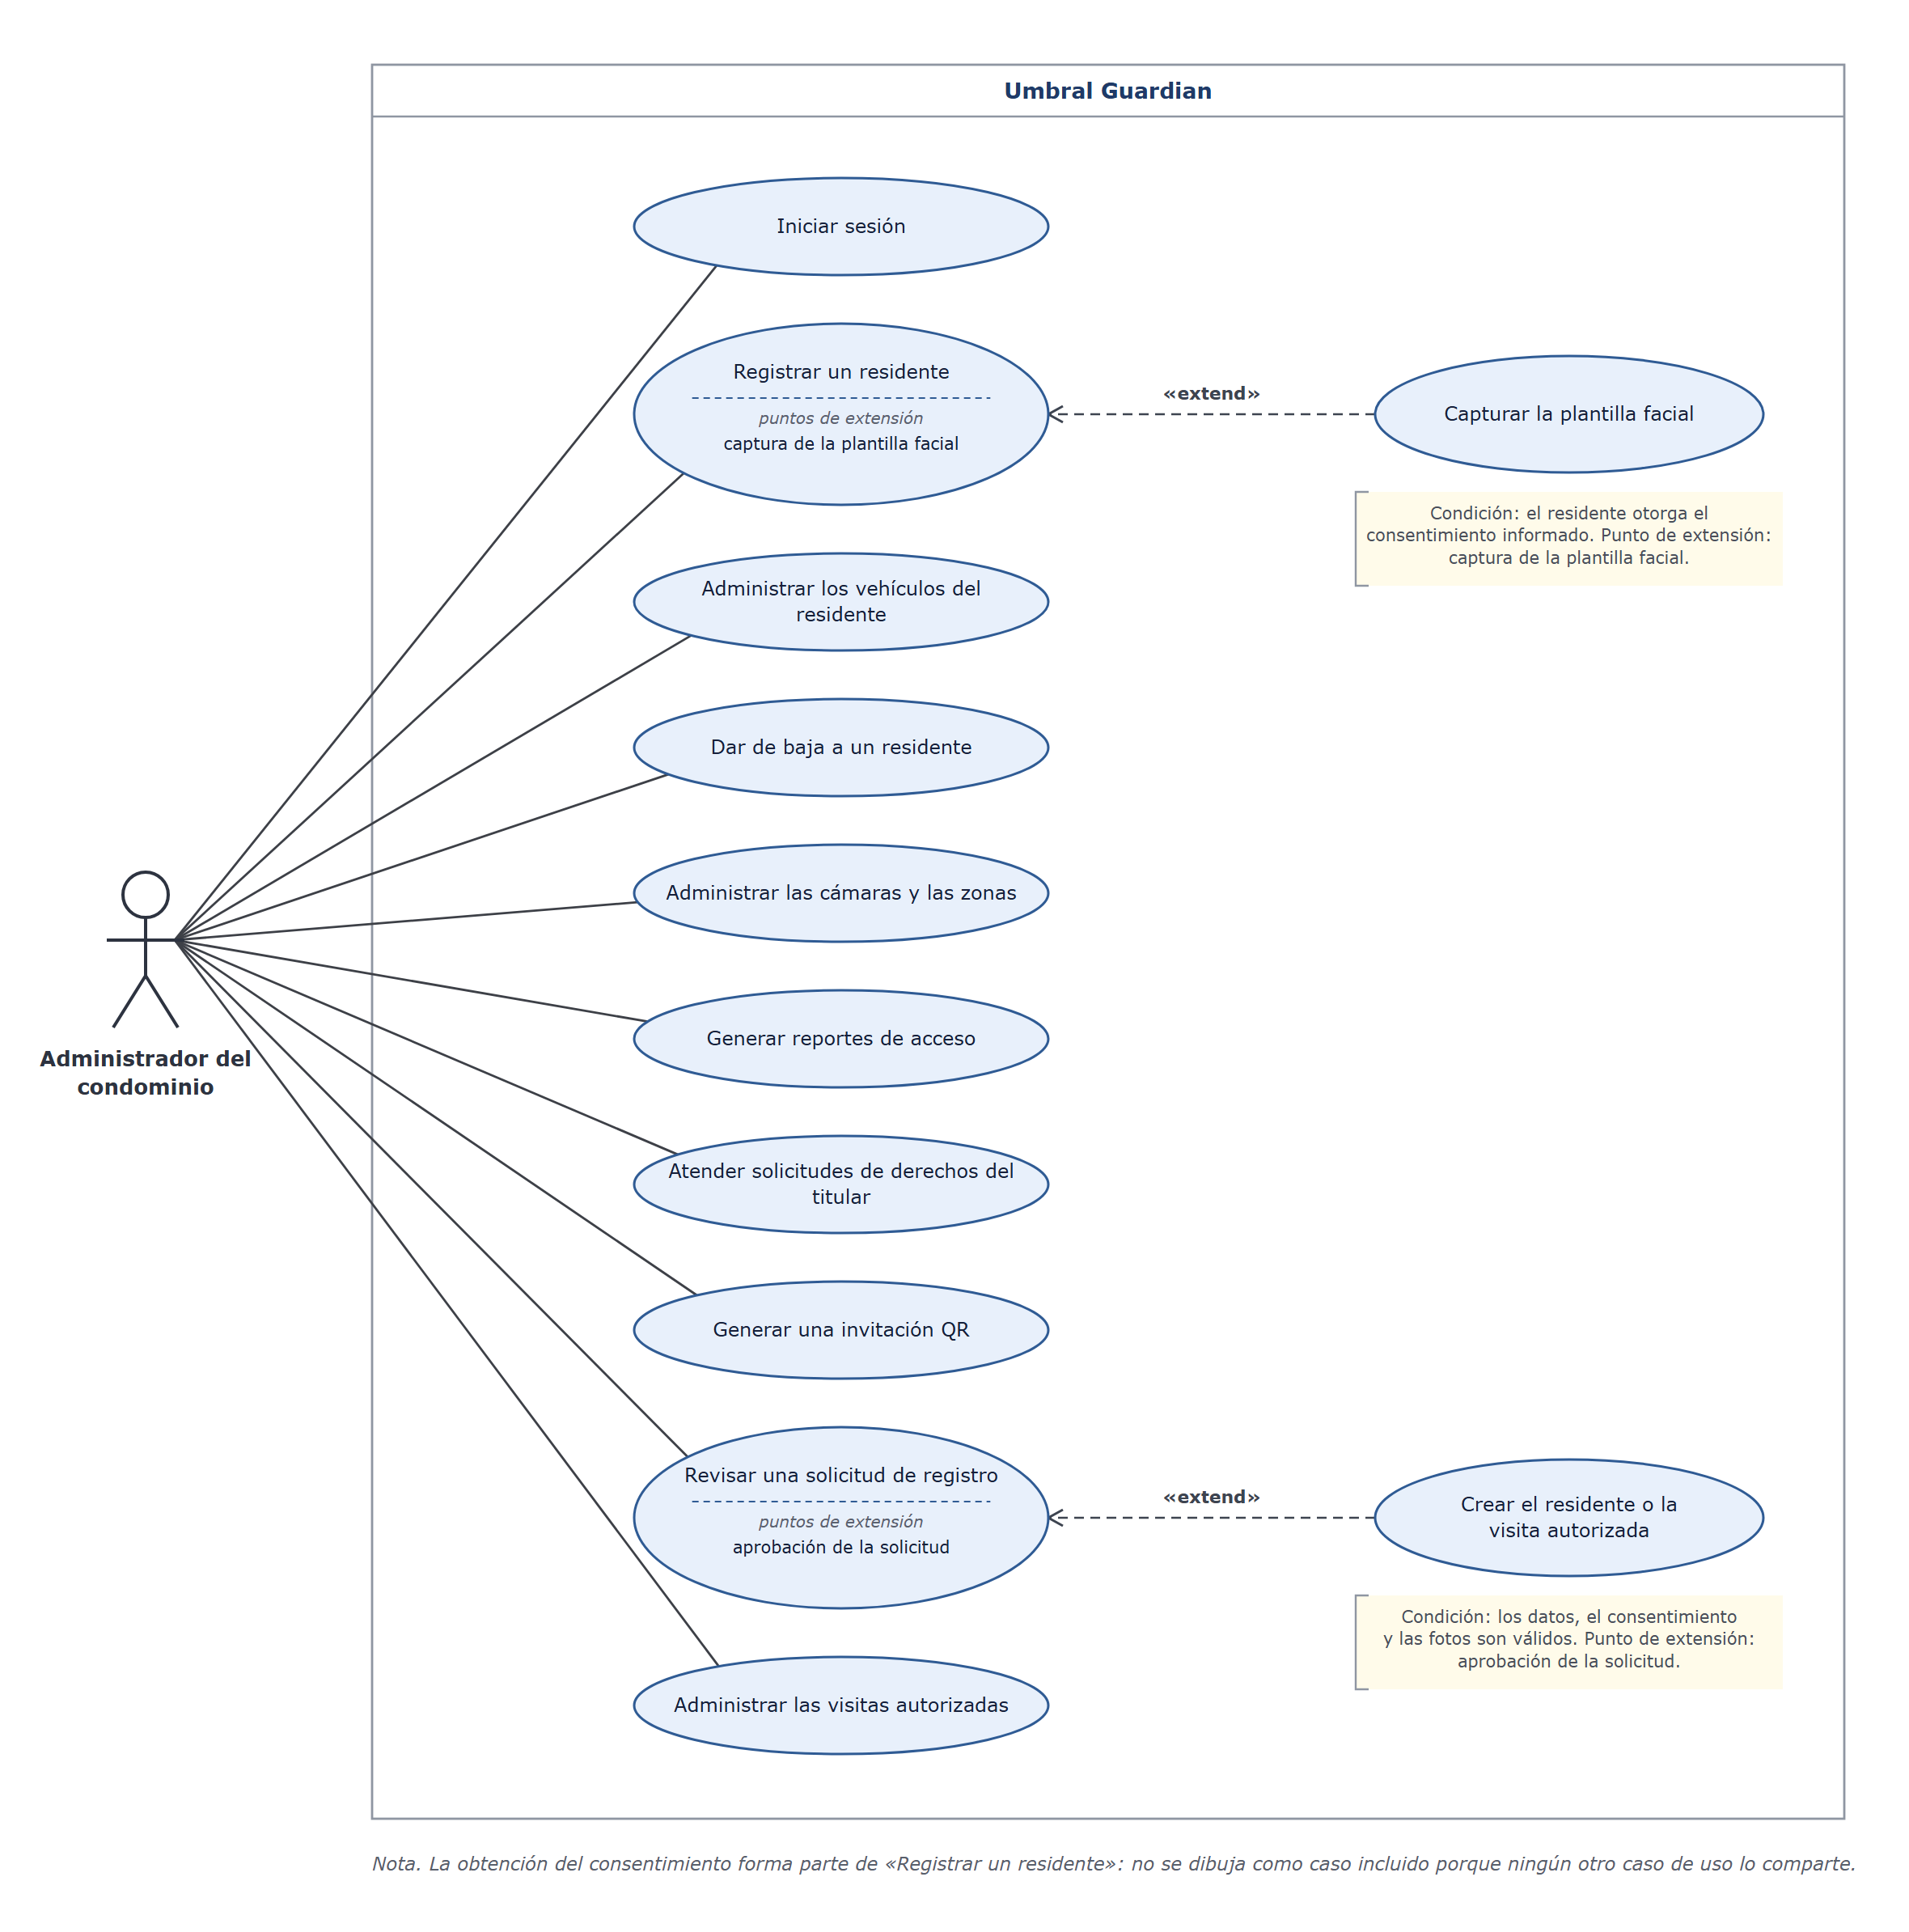 Umbral Guardian
Iniciar sesión
Registrar un residente
puntos de extensión
captura de la plantilla facial
«extend»
Capturar la plantilla facial
Condición: el residente otorga el
consentimiento informado. Punto de extensión:
captura de la plantilla facial.
Administrar los vehículos del
residente
Dar de baja a un residente
Administrar las cámaras y las zonas
Administrador del
condominio
Generar reportes de acceso
Atender solicitudes de derechos del
titular
Generar una invitación QR
Revisar una solicitud de registro
puntos de extensión
aprobación de la solicitud
«extend»
Crear el residente o la
visita autorizada
Condición: los datos, el consentimiento
y las fotos son válidos. Punto de extensión:
aprobación de la solicitud.
Administrar las visitas autorizadas
Nota. La obtención del consentimiento forma parte de «Registrar un residente»: no se dibuja como caso incluido porque ningún otro caso de uso lo comparte.